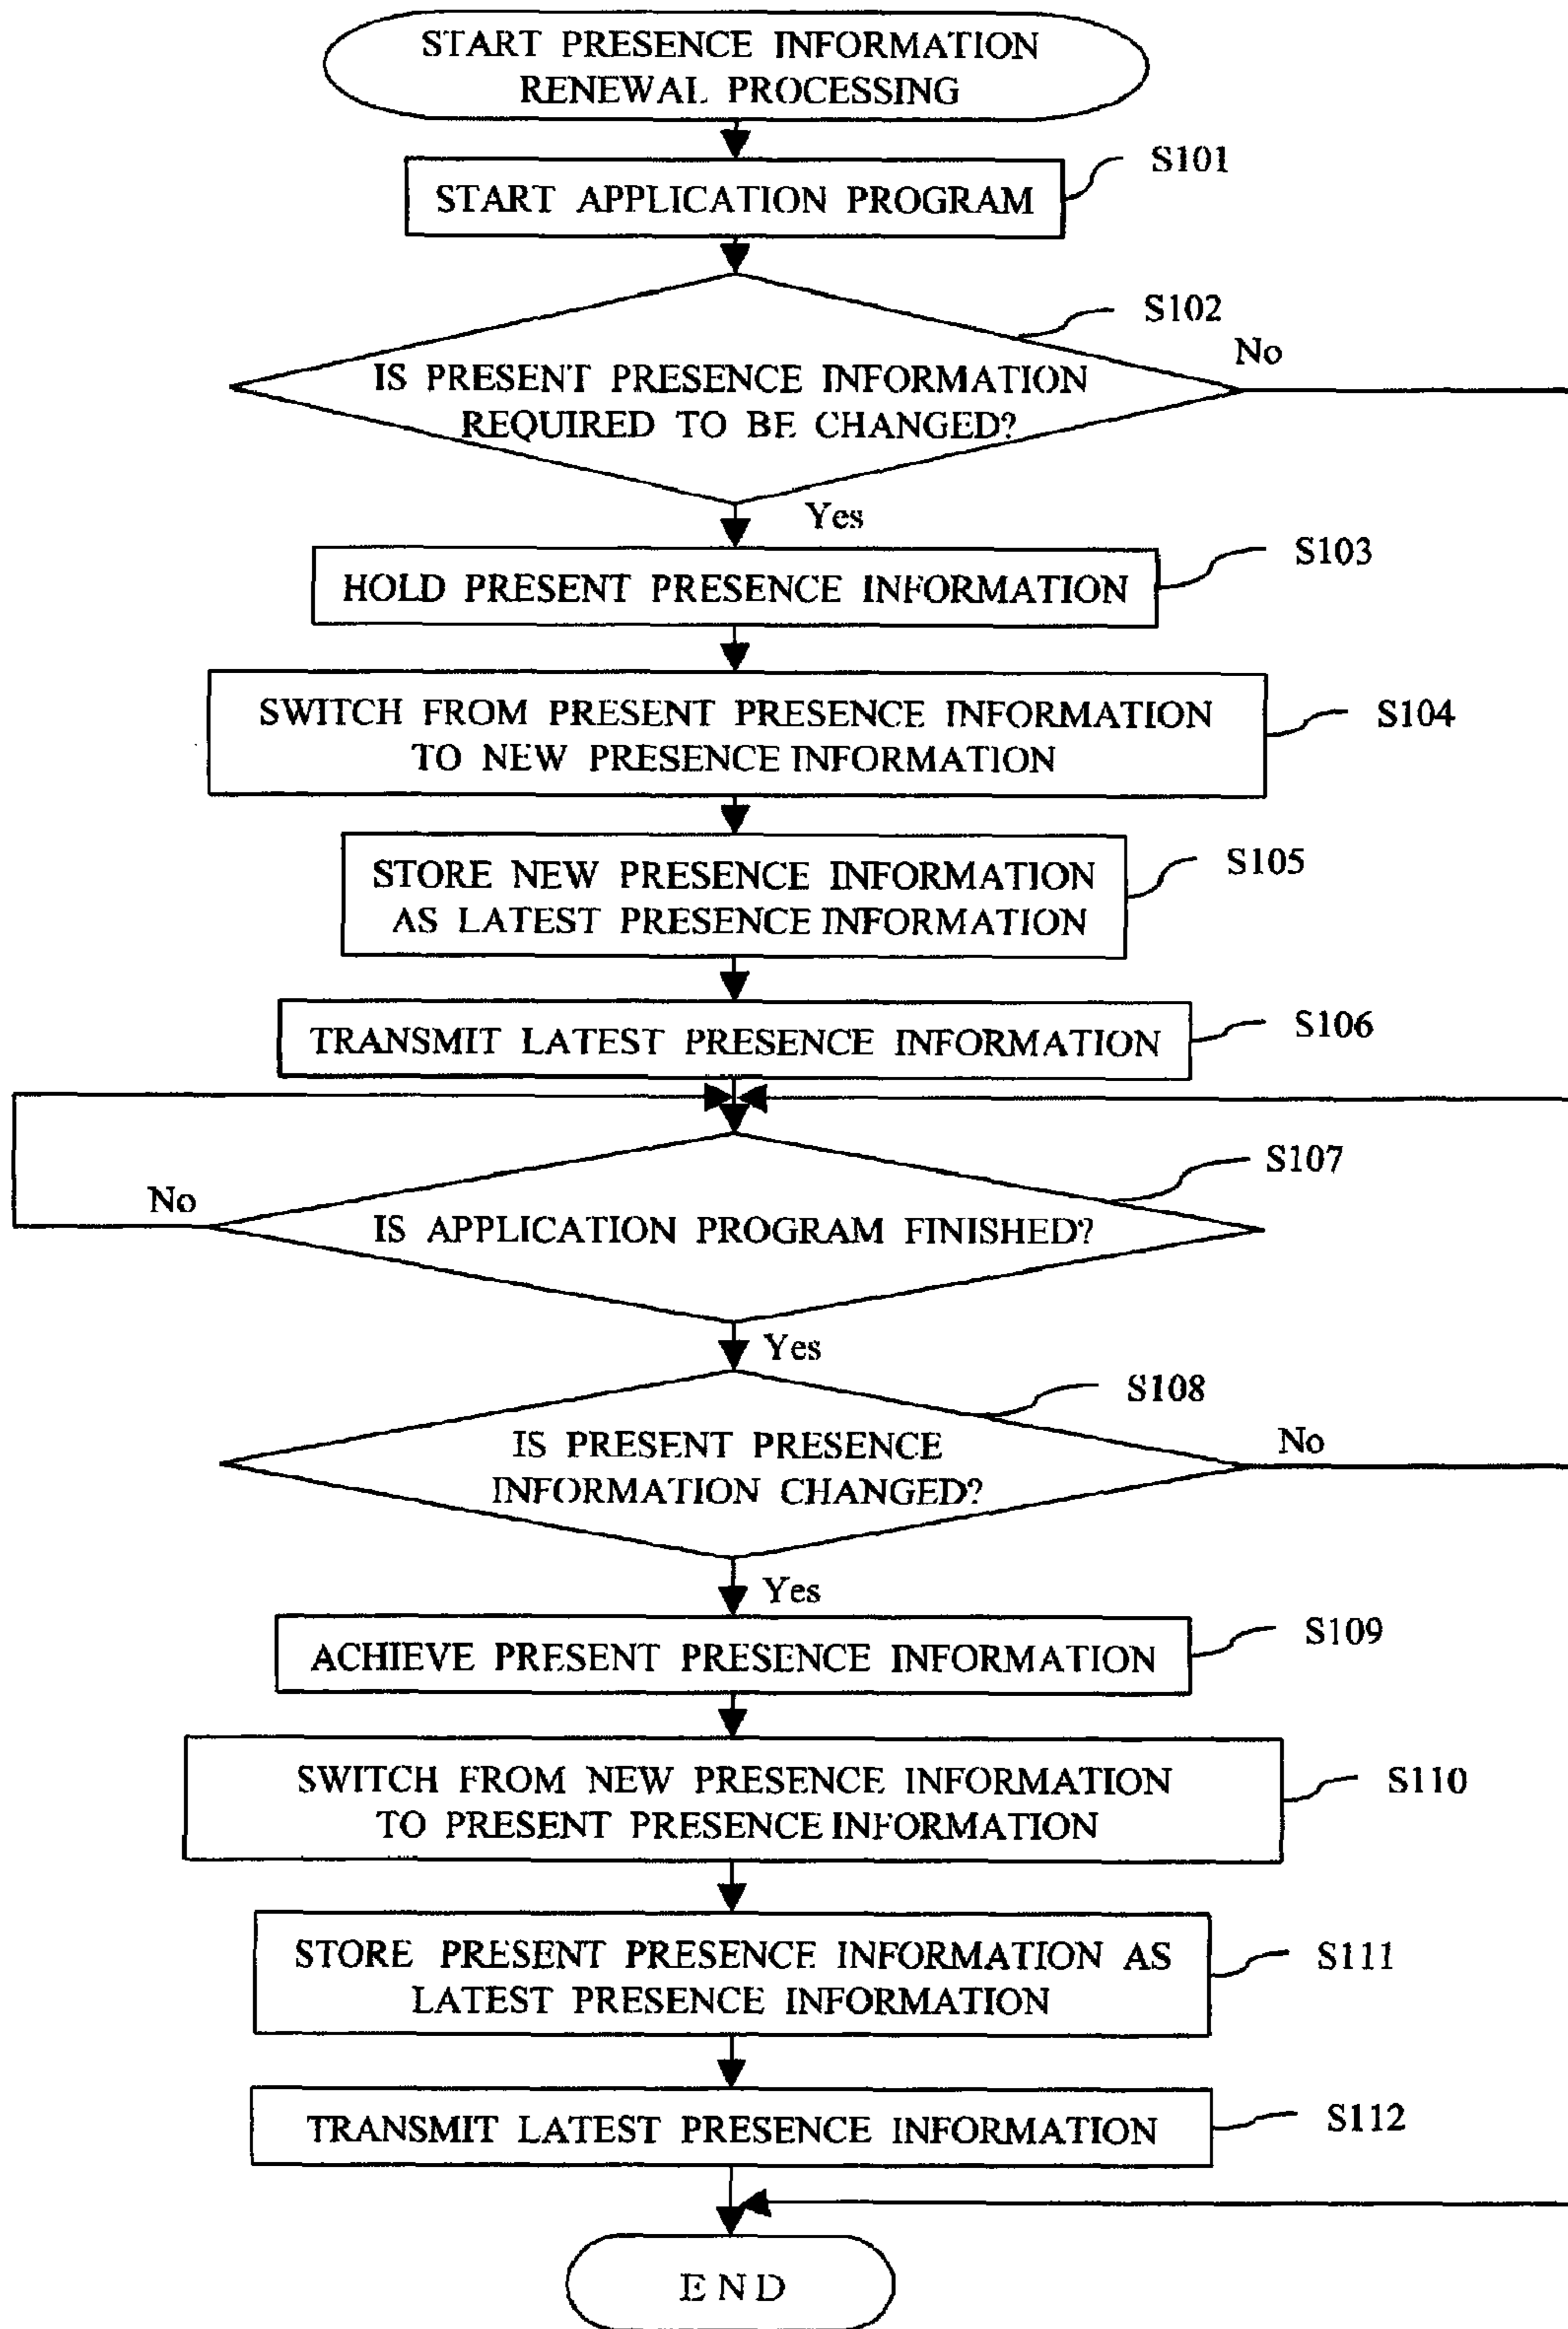 START PRESENCE INFORMATION
RENEWAL PROCESSING
S101
START APPLICATION PROGRAM
S102
No
IS PRESENT PRESENCE INFORMATION
REQUIRED TO BE CHANGED?
Yes
S103
HOLD PRESENT PRESENCE INFORMATION
SWITCH FROM PRESENT PRESENCE INFORMATION
TO NEW PRESENCE INFORMATION
S104
STORE NEW PRESENCE INFORMATION
AS LATEST PRESENCE INFORMATION
S105
TRANSMIT LATEST PRESENCE INFORMATION
S106
S107
No
IS APPLICATION PROGRAM FINISHED?
Yes
S108
IS PRESENT PRESENCE
INFORMATION CHANGED?
No
Yes
S109
ACHIEVE PRESENT PRESENCE INFORMATION
SWITCH FROM NEW PRESENCE INFORMATION
TO PRESENT PRESENCE INFORMATION
S110
STORE PRESENT PRESENCE INFORMATION AS
LATEST PRESENCE INFORMATION
S111
TRANSMIT LATEST PRESENCE INFORMATION
S112
END